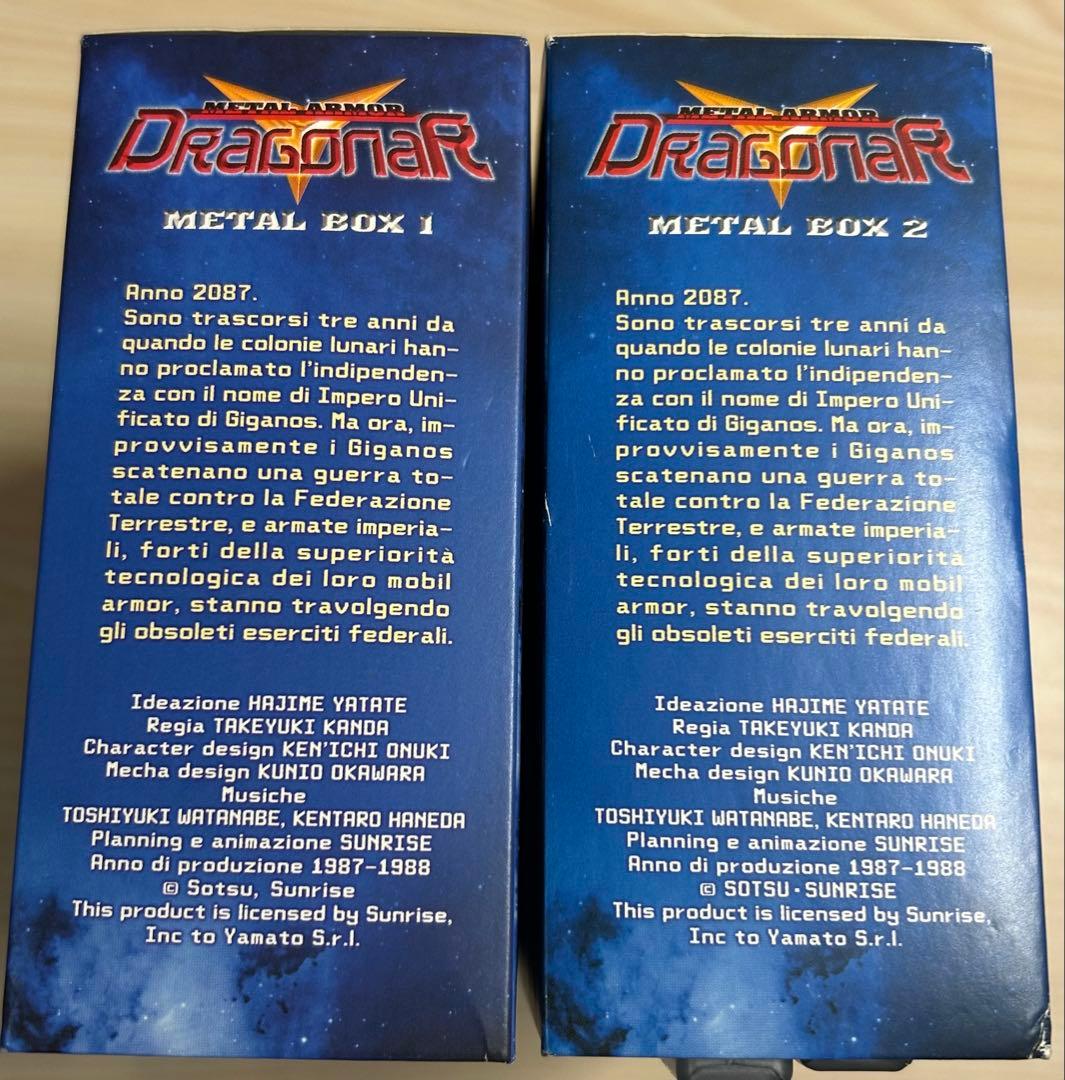 METAL ARMOR
DRAGONAR
METAL BOX 1
Anno 2087.
Sono trascorsi tre anni da
quando le colonie lunari han-
no proclamato l'indipenden-
za con il nome di Impero Uni-
ficato di Giganos. Ma ora, im-
provvisamente i Giganos
scatenano una guerra to-
tale contro la Federazione
Terrestre, e armate imperia-
li, forti della superiorità
tecnologica dei loro mobil
armor, stanno travolgendo
gli obsoleti eserciti federali.
Ideazione HAJIME YATATE
Regia TAKEYUKI KANDA
Character design KEN'ICHI ONUKI
Mecha design KUNIO OKAWARA
Musiche
TOSHIYUKI WATANABE, KENTARO HANEDA
Planning e animazione SUNRISE
Anno di produzione 1987-1988
© Sotsu, Sunrise
This product is licensed by Sunrise,
Inc to Yamato S.r.l.
METAL ARMOR
DRAGONAR
METAL BOX 2
Anno 2087.
Sono trascorsi tre anni da
quando le colonie lunari han-
no proclamato l'indipenden-
za con il nome di Impero Uni-
ficato di Giganos. Ma ora, im-
provvisamente i Giganos
scatenano una guerra to-
tale contro la Federazione
Terrestre, e armate imperia-
li, forti della superiorità
tecnologica dei loro mobil
armor, stanno travolgendo
gli obsoleti eserciti federali.
Ideazione HAJIME YATATE
Regia TAKEYUKI KANDA
Character design KEN'ICHI ONUKI
Mecha design KUNIO OKAWARA
Musiche
TOSHIYUKI WATANABE, KENTARO HANEDA
Planning e animazione SUNRISE
Anno di produzione 1987-1988
© SOTSU・SUNRISE
This product is licensed by Sunrise,
Inc to Yamato S.r.l.